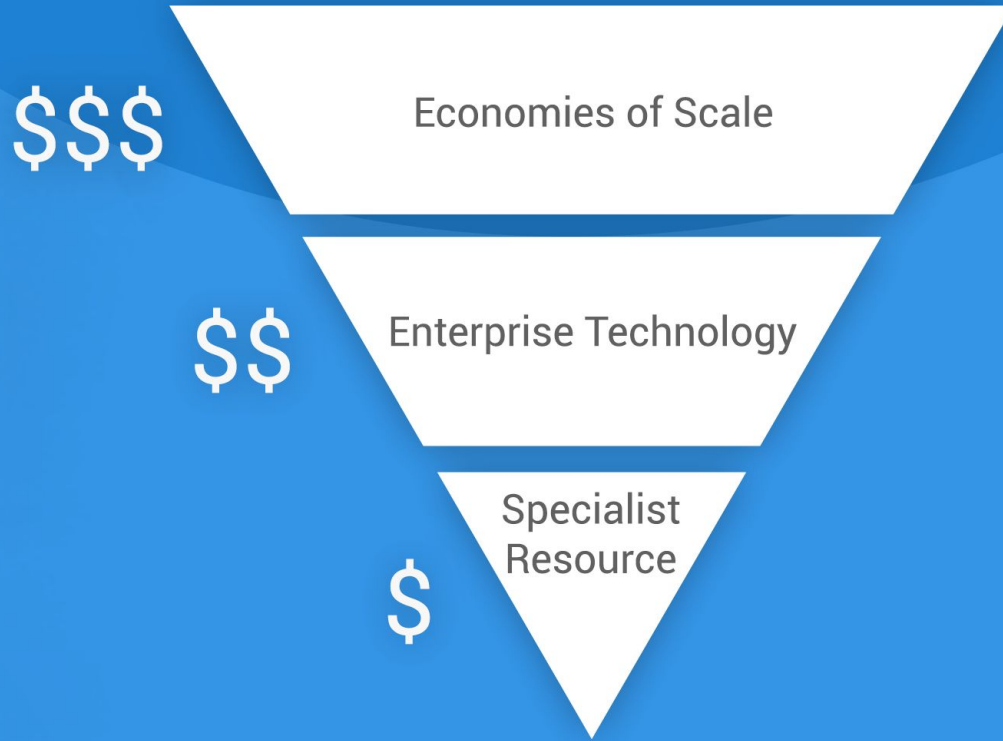 $$$
Economies of Scale
$$
Enterprise Technology
Specialist
Resource
$